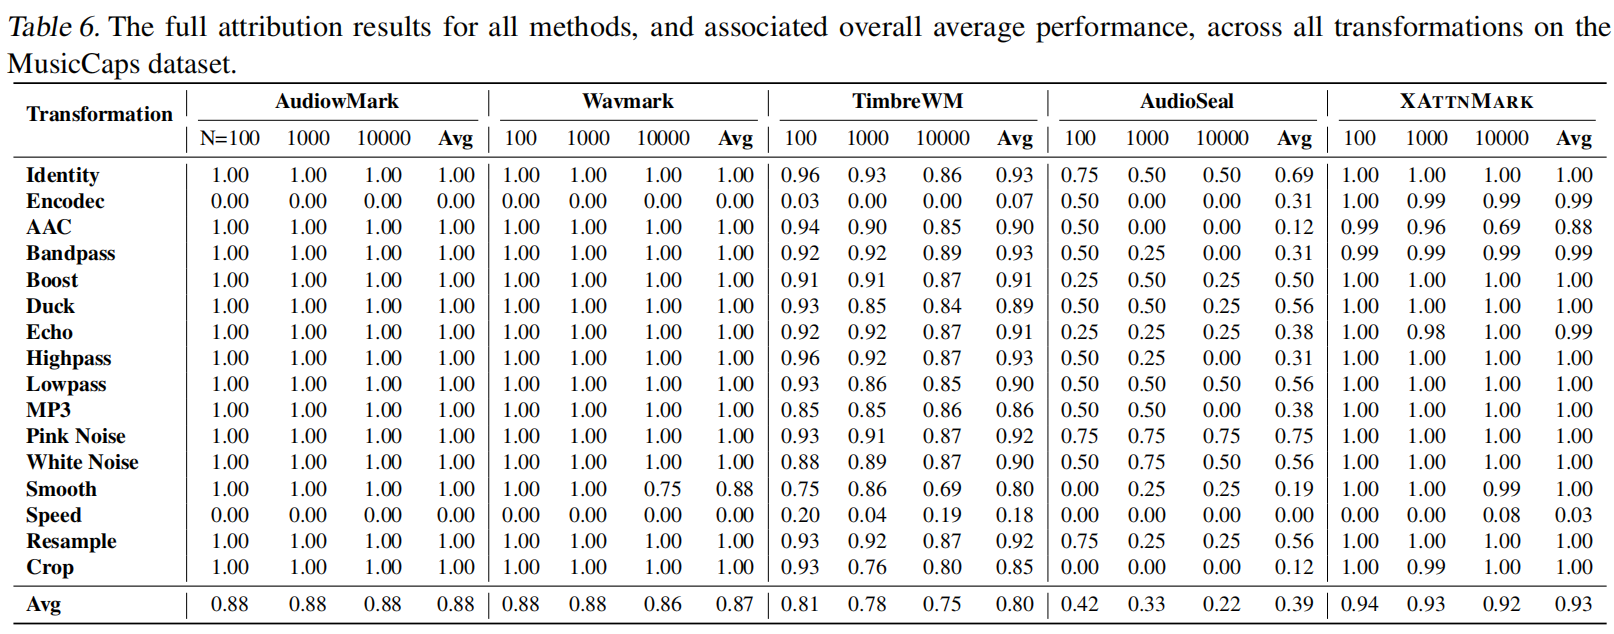 Table 6. The full attribution results for all methods, and associated overall average performance, across all transformations on the
MusicCaps dataset.
Transformation AudiowMark Wavmark TimbreWM AudioSeal XATTNMARK
N=100 1000 10000 Avg 100 1000 10000 Avg 100 1000 10000 Avg 100 1000 10000 Avg 100 1000 10000 Avg
Identity 1.00 1.00 1.00 1.00 1.00 1.00 1.00 1.00 0.96 0.93 0.86 0.93 0.75 0.50 0.50 0.69 1.00 1.00 1.00 1.00
Encodec 0.00 0.00 0.00 0.00 0.00 0.00 0.00 0.00 0.03 0.00 0.00 0.07 0.50 0.00 0.00 0.31 1.00 0.99 0.99 0.99
AAC 1.00 1.00 1.00 1.00 1.00 1.00 1.00 1.00 0.94 0.90 0.85 0.90 0.50 0.00 0.00 0.12 0.99 0.96 0.69 0.88
Bandpass 1.00 1.00 1.00 1.00 1.00 1.00 1.00 1.00 0.92 0.92 0.89 0.93 0.50 0.25 0.00 0.31 0.99 0.99 0.99 0.99
Boost 1.00 1.00 1.00 1.00 1.00 1.00 1.00 1.00 0.91 0.91 0.87 0.91 0.25 0.50 0.25 0.50 1.00 1.00 1.00 1.00
Duck 1.00 1.00 1.00 1.00 1.00 1.00 1.00 1.00 0.93 0.85 0.84 0.89 0.50 0.50 0.25 0.56 1.00 1.00 1.00 1.00
Echo 1.00 1.00 1.00 1.00 1.00 1.00 1.00 1.00 0.92 0.92 0.87 0.91 0.25 0.25 0.25 0.38 1.00 0.98 1.00 0.99
Highpass 1.00 1.00 1.00 1.00 1.00 1.00 1.00 1.00 0.96 0.92 0.87 0.93 0.50 0.25 0.00 0.31 1.00 1.00 1.00 1.00
Lowpass 1.00 1.00 1.00 1.00 1.00 1.00 1.00 1.00 0.93 0.86 0.85 0.90 0.50 0.50 0.50 0.56 1.00 1.00 1.00 1.00
MP3 1.00 1.00 1.00 1.00 1.00 1.00 1.00 1.00 0.85 0.85 0.86 0.86 0.50 0.50 0.00 0.38 1.00 1.00 1.00 1.00
Pink Noise 1.00 1.00 1.00 1.00 1.00 1.00 1.00 1.00 0.93 0.91 0.87 0.92 0.75 0.75 0.75 0.75 1.00 1.00 1.00 1.00
White Noise 1.00 1.00 1.00 1.00 1.00 1.00 1.00 1.00 0.88 0.89 0.87 0.90 0.50 0.75 0.50 0.56 1.00 1.00 1.00 1.00
Smooth 1.00 1.00 1.00 1.00 1.00 1.00 0.75 0.88 0.75 0.86 0.69 0.80 0.00 0.25 0.25 0.19 1.00 1.00 0.99 1.00
Speed 0.00 0.00 0.00 0.00 0.00 0.00 0.00 0.00 0.20 0.04 0.19 0.18 0.00 0.00 0.00 0.00 0.00 0.00 0.08 0.03
Resample 1.00 1.00 1.00 1.00 1.00 1.00 1.00 1.00 0.93 0.92 0.87 0.92 0.75 0.25 0.25 0.56 1.00 1.00 1.00 1.00
Crop 1.00 1.00 1.00 1.00 1.00 1.00 1.00 1.00 0.93 0.76 0.80 0.85 0.00 0.00 0.00 0.12 1.00 0.99 1.00 1.00
Avg 0.88 0.88 0.88 0.88 0.88 0.88 0.86 0.87 0.81 0.78 0.75 0.80 0.42 0.33 0.22 0.39 0.94 0.93 0.92 0.93